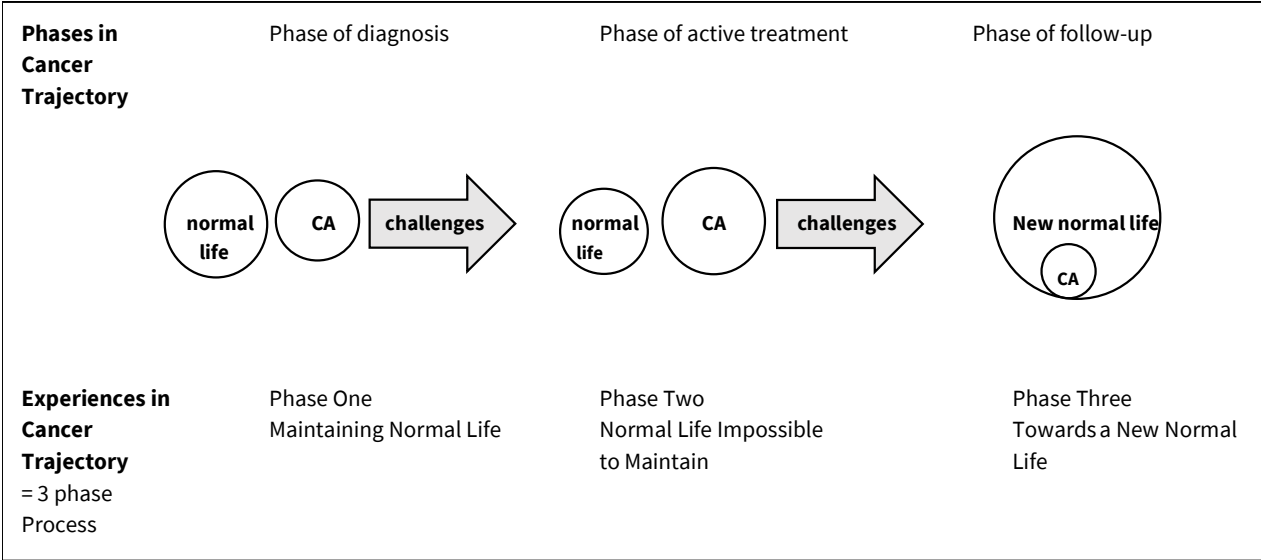 Phases in
Cancer
Trajectory
Phase of diagnosis
Phase of active treatment
Phase of follow-up
normal
life
CA
challenges
normal
life
CA
challenges
New normal life
CA
Experiences in
Cancer
Trajectory
= 3 phase
Process
Phase One
Maintaining Normal Life
Phase Two
Normal Life Impossible
to Maintain
Phase Three
Towards a New Normal
Life